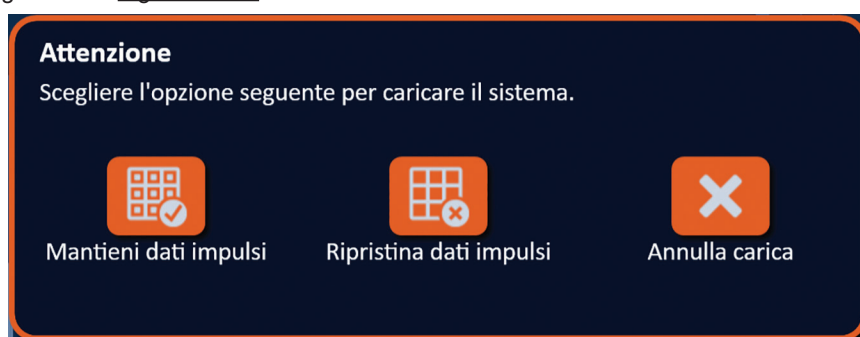 Attenzione
Scegliere l'opzione seguente per caricare il sistema.
Mantieni dati impulsi
Ripristina dati impulsi
Annulla carica